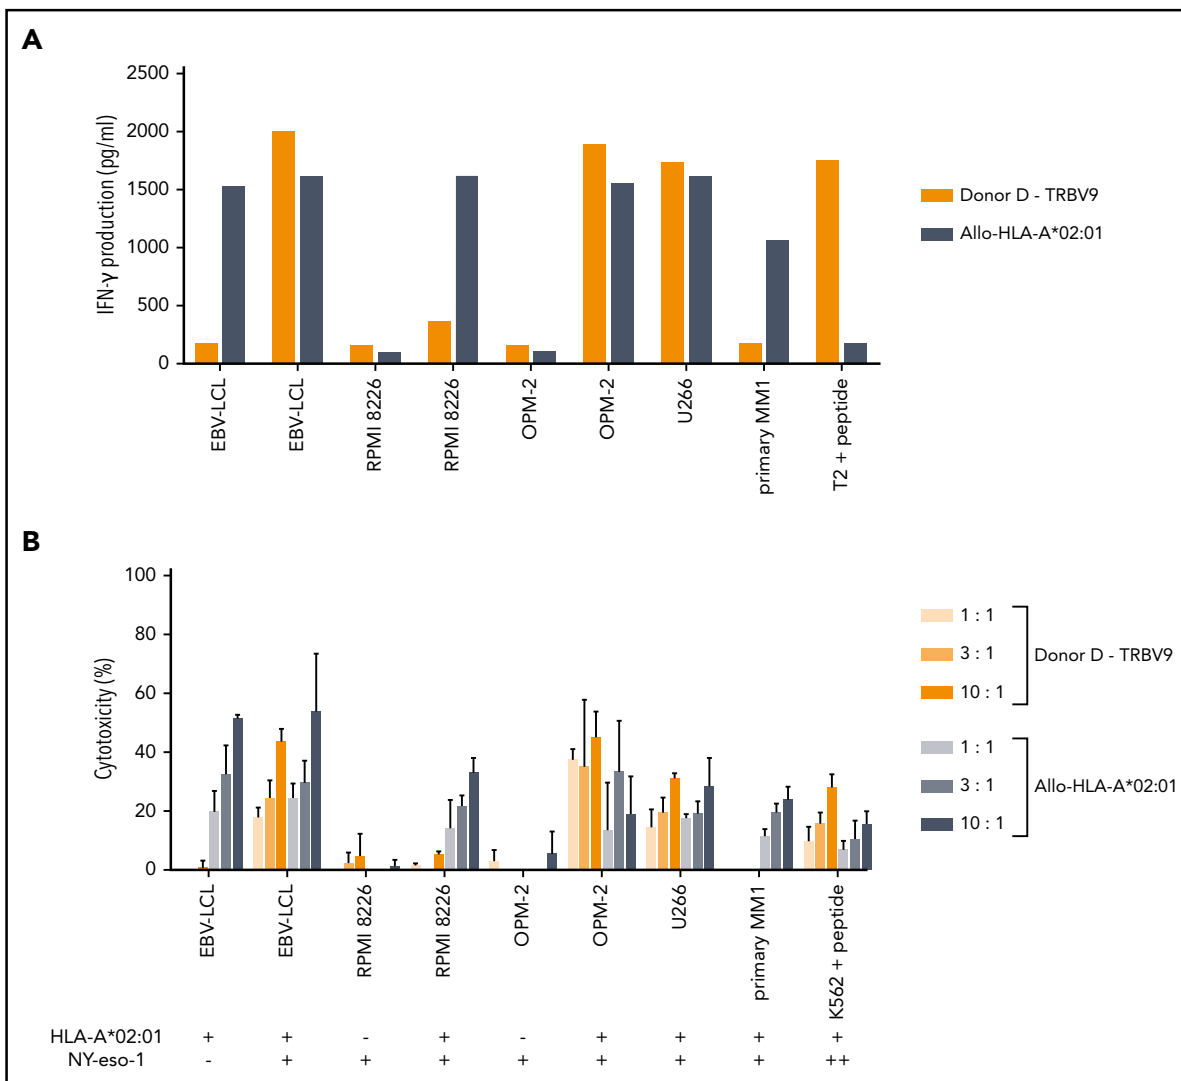 A
2500
2000
1500
1000
500
0
IFN-γ production (pg/ml)
EBV-LCL
EBV-LCL
RPMI 8226
RPMI 8226
OPM-2
OPM-2
U266
primary MM1
T2 + peptide
Donor D - TRBV9
Allo-HLA-A*02:01
B
100
80
60
40
20
0
Cytotoxicity (%)
EBV-LCL
EBV-LCL
RPMI 8226
RPMI 8226
OPM-2
OPM-2
U266
primary MM1
K562 + peptide
1 : 1
3 : 1
10 : 1
Donor D - TRBV9
1 : 1
3 : 1
10 : 1
Allo-HLA-A*02:01
HLA-A*02:01 + + - + - + + + +
NY-eso-1 - + + + + + + + ++